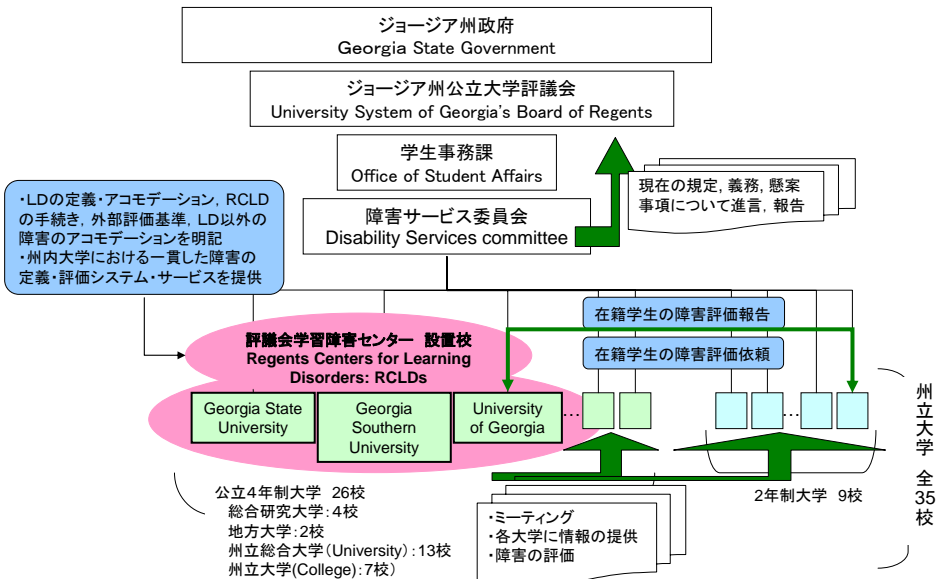 ジョージア州政府
Georgia State Government
ジョージア州公立大学評議会
University System of Georgia's Board of Regents
学生事務課
Office of Student Affairs
障害サービス委員会
Disability Services committee
現在の規定, 義務, 懸案
事項について進言, 報告
・LDの定義・アコモデーション, RCLD
の手続き, 外部評価基準, LD以外の
障害のアコモデーションを明記
・州内大学における一貫した障害の
定義・評価システム・サービスを提供
在籍学生の障害評価報告
在籍学生の障害評価依頼
評議会学習障害センター 設置校
Regents Centers for Learning
Disorders: RCLDs
Georgia State
University
Georgia
Southern
University
University
of Georgia
…
…
州立大学 全35校
公立4年制大学 26校
総合研究大学:4校
地方大学:2校
州立総合大学(University):13校
州立大学(College):7校)
2年制大学 9校
・ミーティング
・各大学に情報の提供
・障害の評価